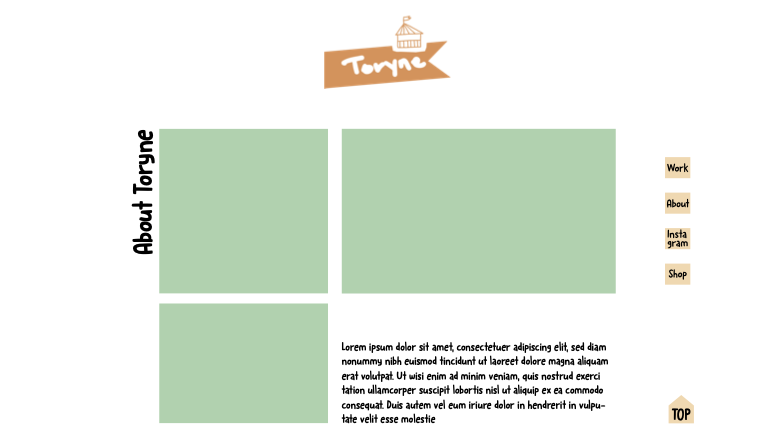 Toryne
About Toryne
Work
About
Insta
gram
Shop
Lorem ipsum dolor sit amet, consectetuer adipiscing elit, sed diam
nonummy nibh euismod tincidunt ut laoreet dolore magna aliquam
erat volutpat. Ut wisi enim ad minim veniam, quis nostrud exerci
tation ullamcorper suscipit lobortis nisl ut aliquip ex ea commodo
consequat. Duis autem vel eum iriure dolor in hendrerit in vulpu-
tate velit esse molestie
TOP